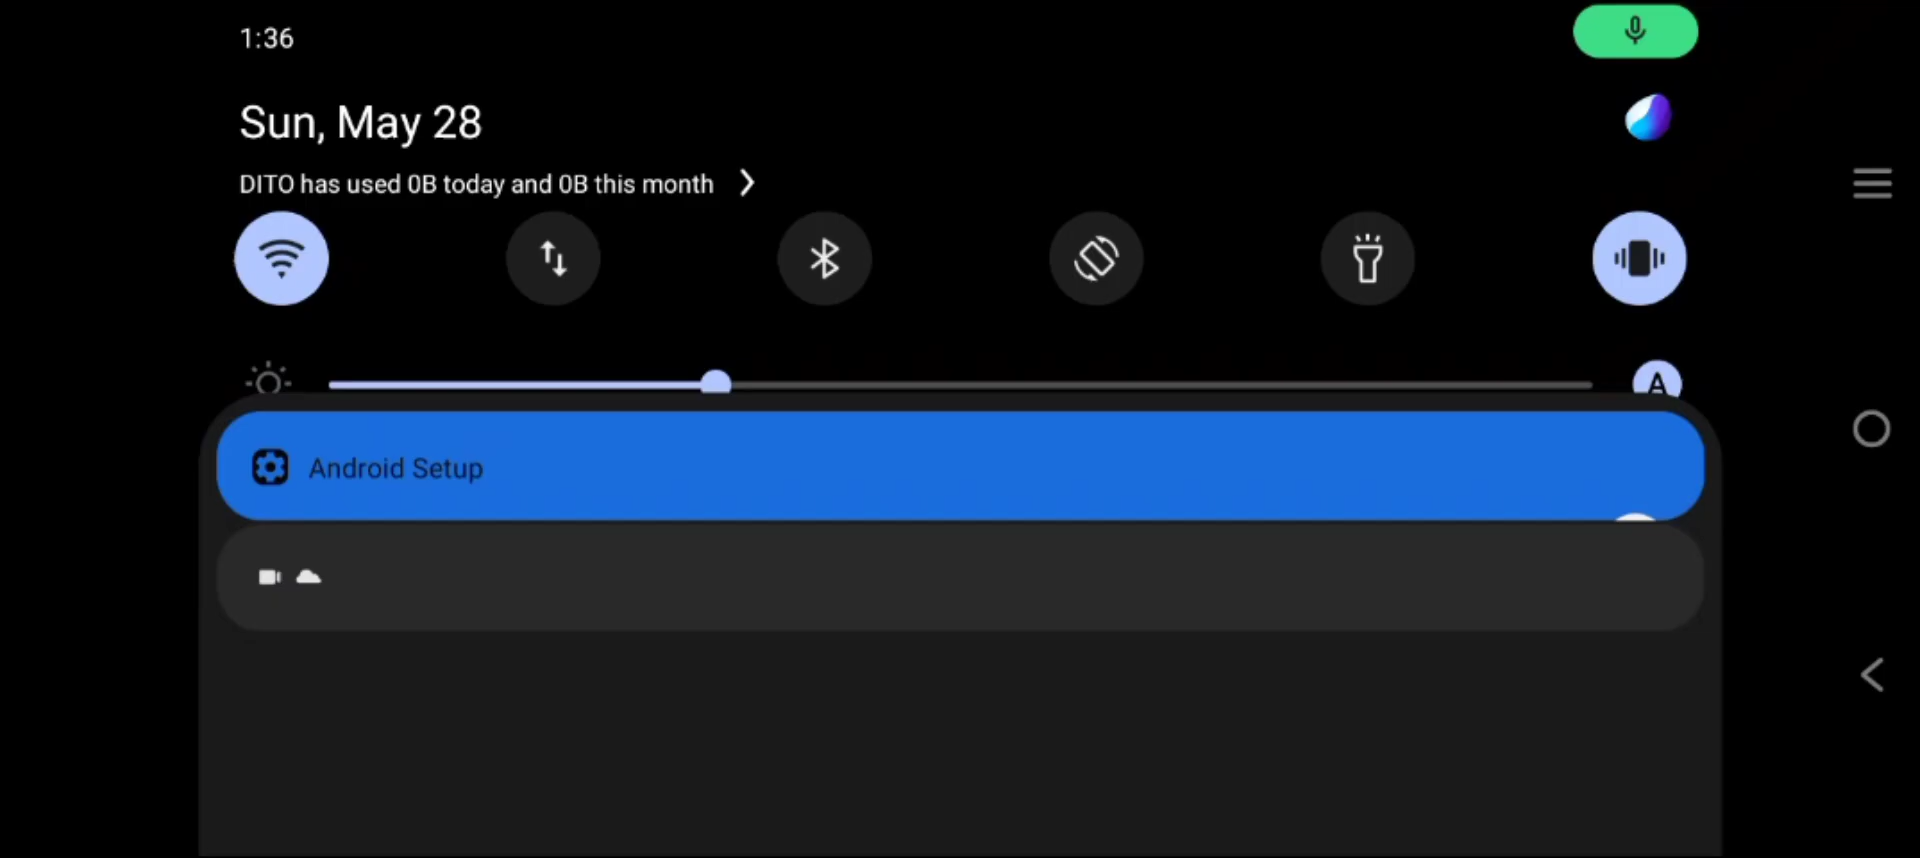 1:36
Sun, May 28
DITO has used 0B today and 0B this month
A
Android Setup